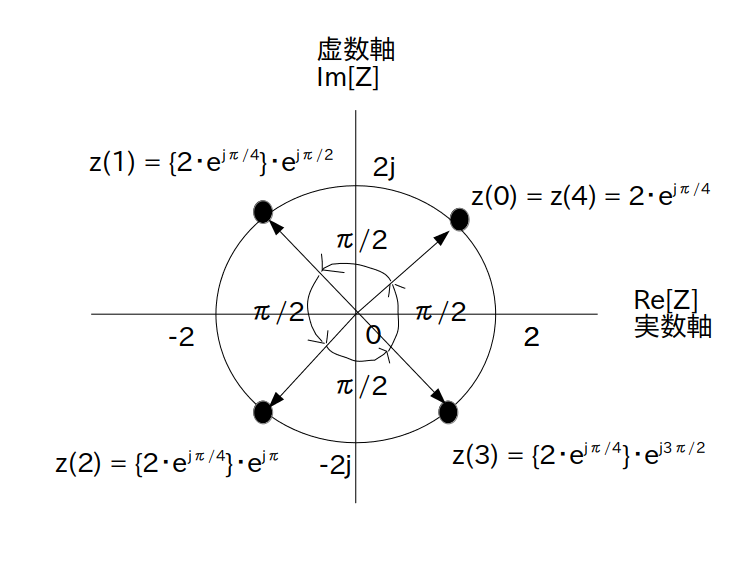 虚数軸
Im[Z]
z(1) = {2・e^{jπ/4}}・e^{jπ/2}
2j
z(0) = z(4) = 2・e^{jπ/4}
π/2
π/2
π/2
Re[Z]
実数軸
-2
0
2
π/2
z(2) = {2・e^{jπ/4}}・e^{jπ}
-2j
z(3) = {2・e^{jπ/4}}・e^{j3π/2}